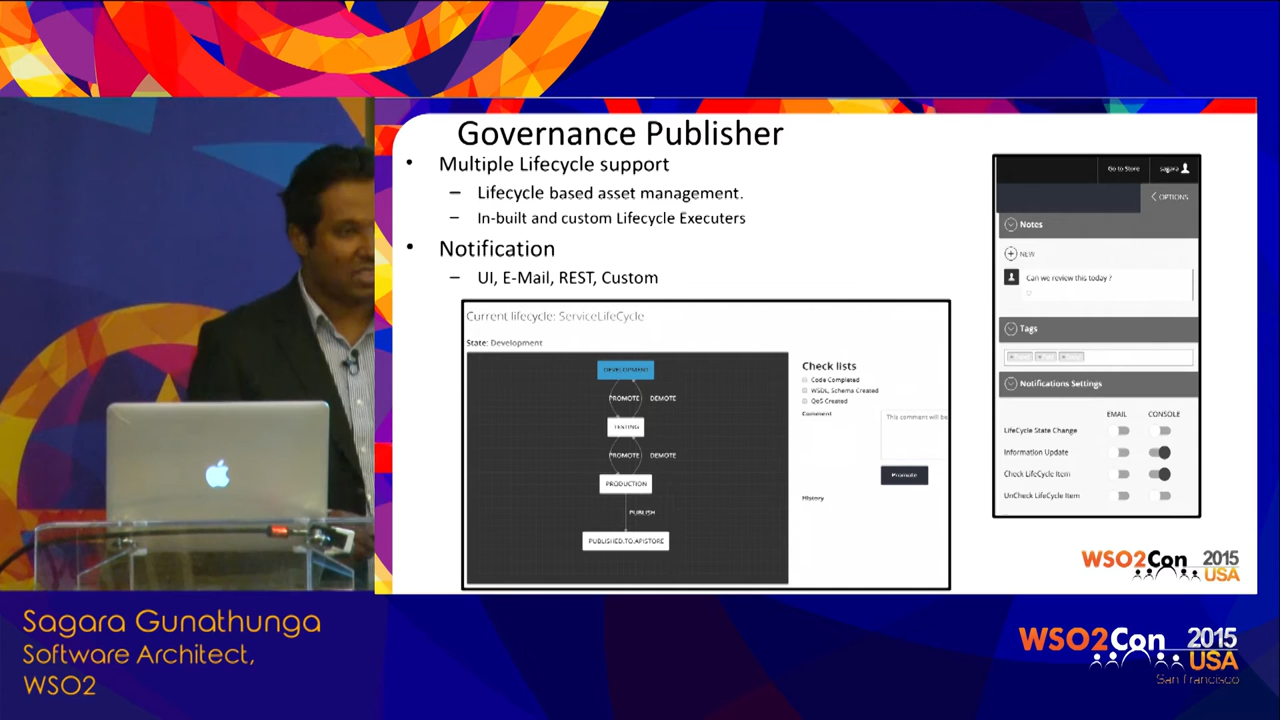 Governance Publisher
• Multiple Lifecycle support
– Lifecycle based asset management.
– In-built and custom Lifecycle Executers
• Notification
– UI, E-Mail, REST, Custom
Current lifecycle: ServiceLifeCycle
State: Development
DEVELOPMENT
PROMOTE DEMOTE
TESTING
PROMOTE DEMOTE
PRODUCTION
PUBLISH
PUBLISHED.TO.APISTORE
Check lists
Code Completed
WSDL, Schema Created
QoS Created
Comment
This comment will be
Promote
History
Go to Store sagara
OPTIONS
Notes
NEW
Can we review this today ?
Tags
Notifications Settings
EMAIL CONSOLE
LifeCycle State Change
Information Update
Check LifeCycle Item
UnCheck LifeCycle Item
WSO2Con 2015
USA
Sagara Gunathunga
Software Architect,
WSO2
WSO2Con 2015
USA
San Francisco